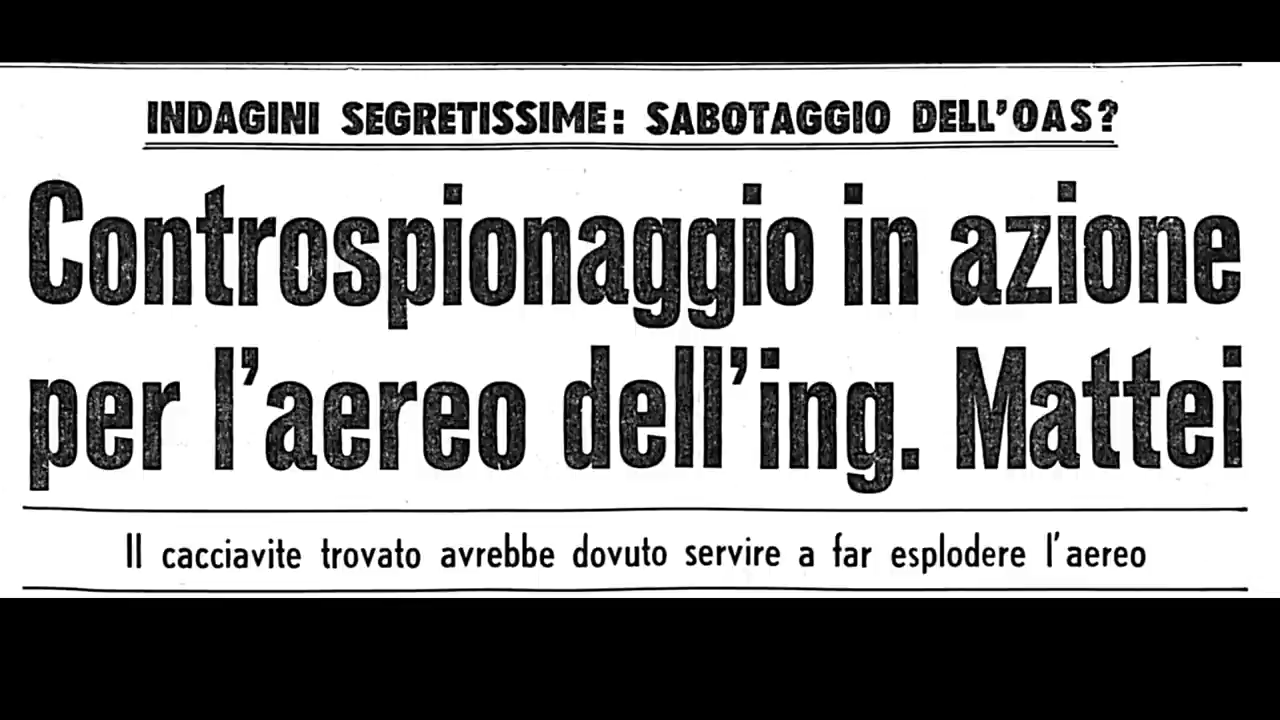 INDAGINI SEGRETISSIME: SABOTAGGIO DELL'OAS?
Controspionaggio in azione
per l'aereo dell'ing. Mattei
Il cacciavite trovato avrebbe dovuto servire a far esplodere l'aereo